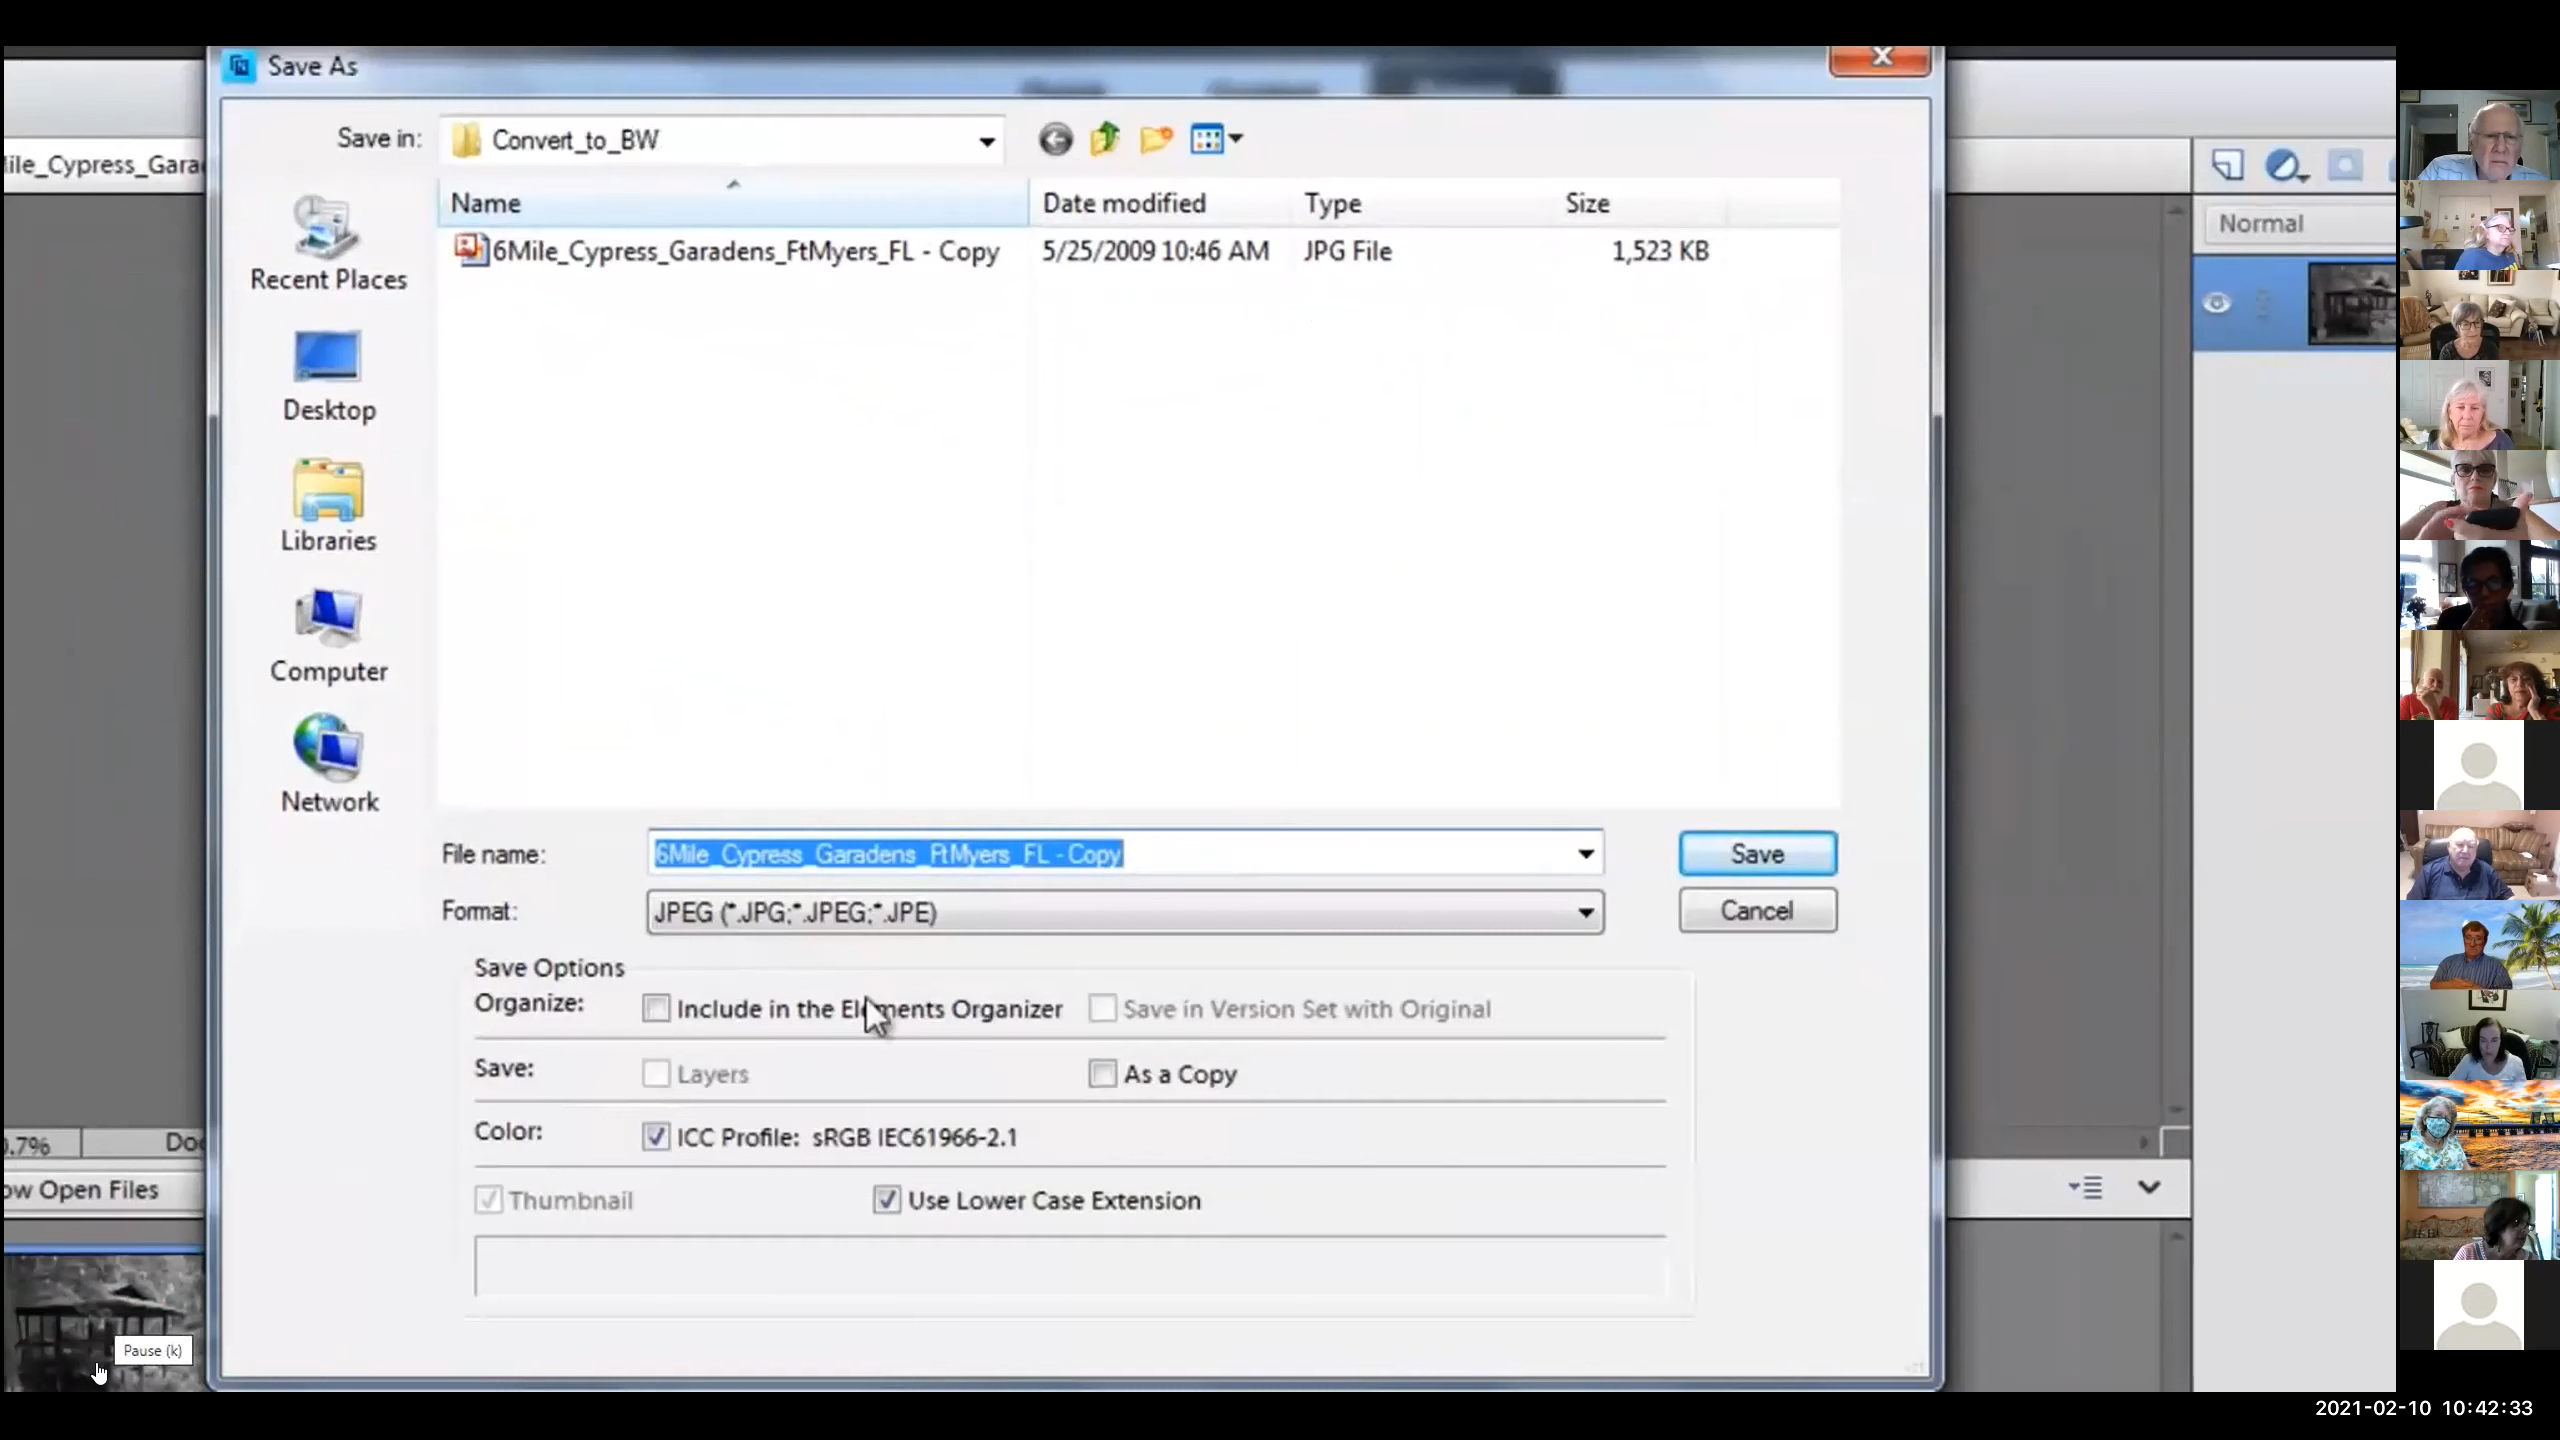 Save As
Save in: Convert_to_BW
ile_Cypress_Gara
Name Date modified Type Size
6Mile_Cypress_Garadens_FtMyers_FL - Copy 5/25/2009 10:46 AM JPG File 1,523 KB
Normal
Recent Places
Desktop
Libraries
Computer
Network
File name: 6Mile_Cypress_Garadens_FtMyers_FL - Copy Save
Format: JPEG (*.JPG;*.JPEG;*.JPE) Cancel
Save Options
Organize: Include in the Elements Organizer Save in Version Set with Original
Save: Layers As a Copy
Color: ICC Profile: sRGB IEC61966-2.1
.7% Doc
ow Open Files
Thumbnail Use Lower Case Extension
Pause (k)
2021-02-10 10:42:33